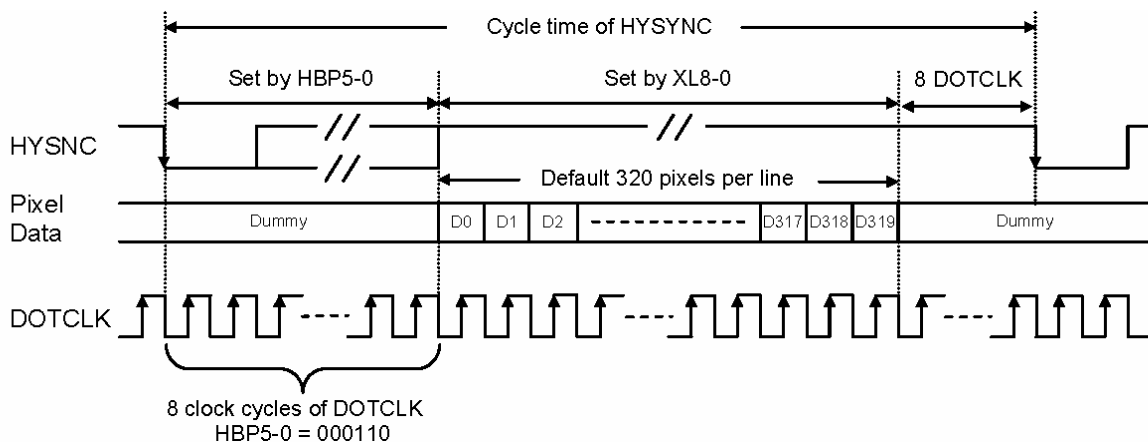 Cycle time of HYSYNC
Set by HBP5-0
Set by XL8-0
8 DOTCLK
HYSNC
Default 320 pixels per line
Pixel
Data
Dummy
D0
D1
D2
D317
D318
D319
Dummy
DOTCLK
8 clock cycles of DOTCLK
HBP5-0 = 000110